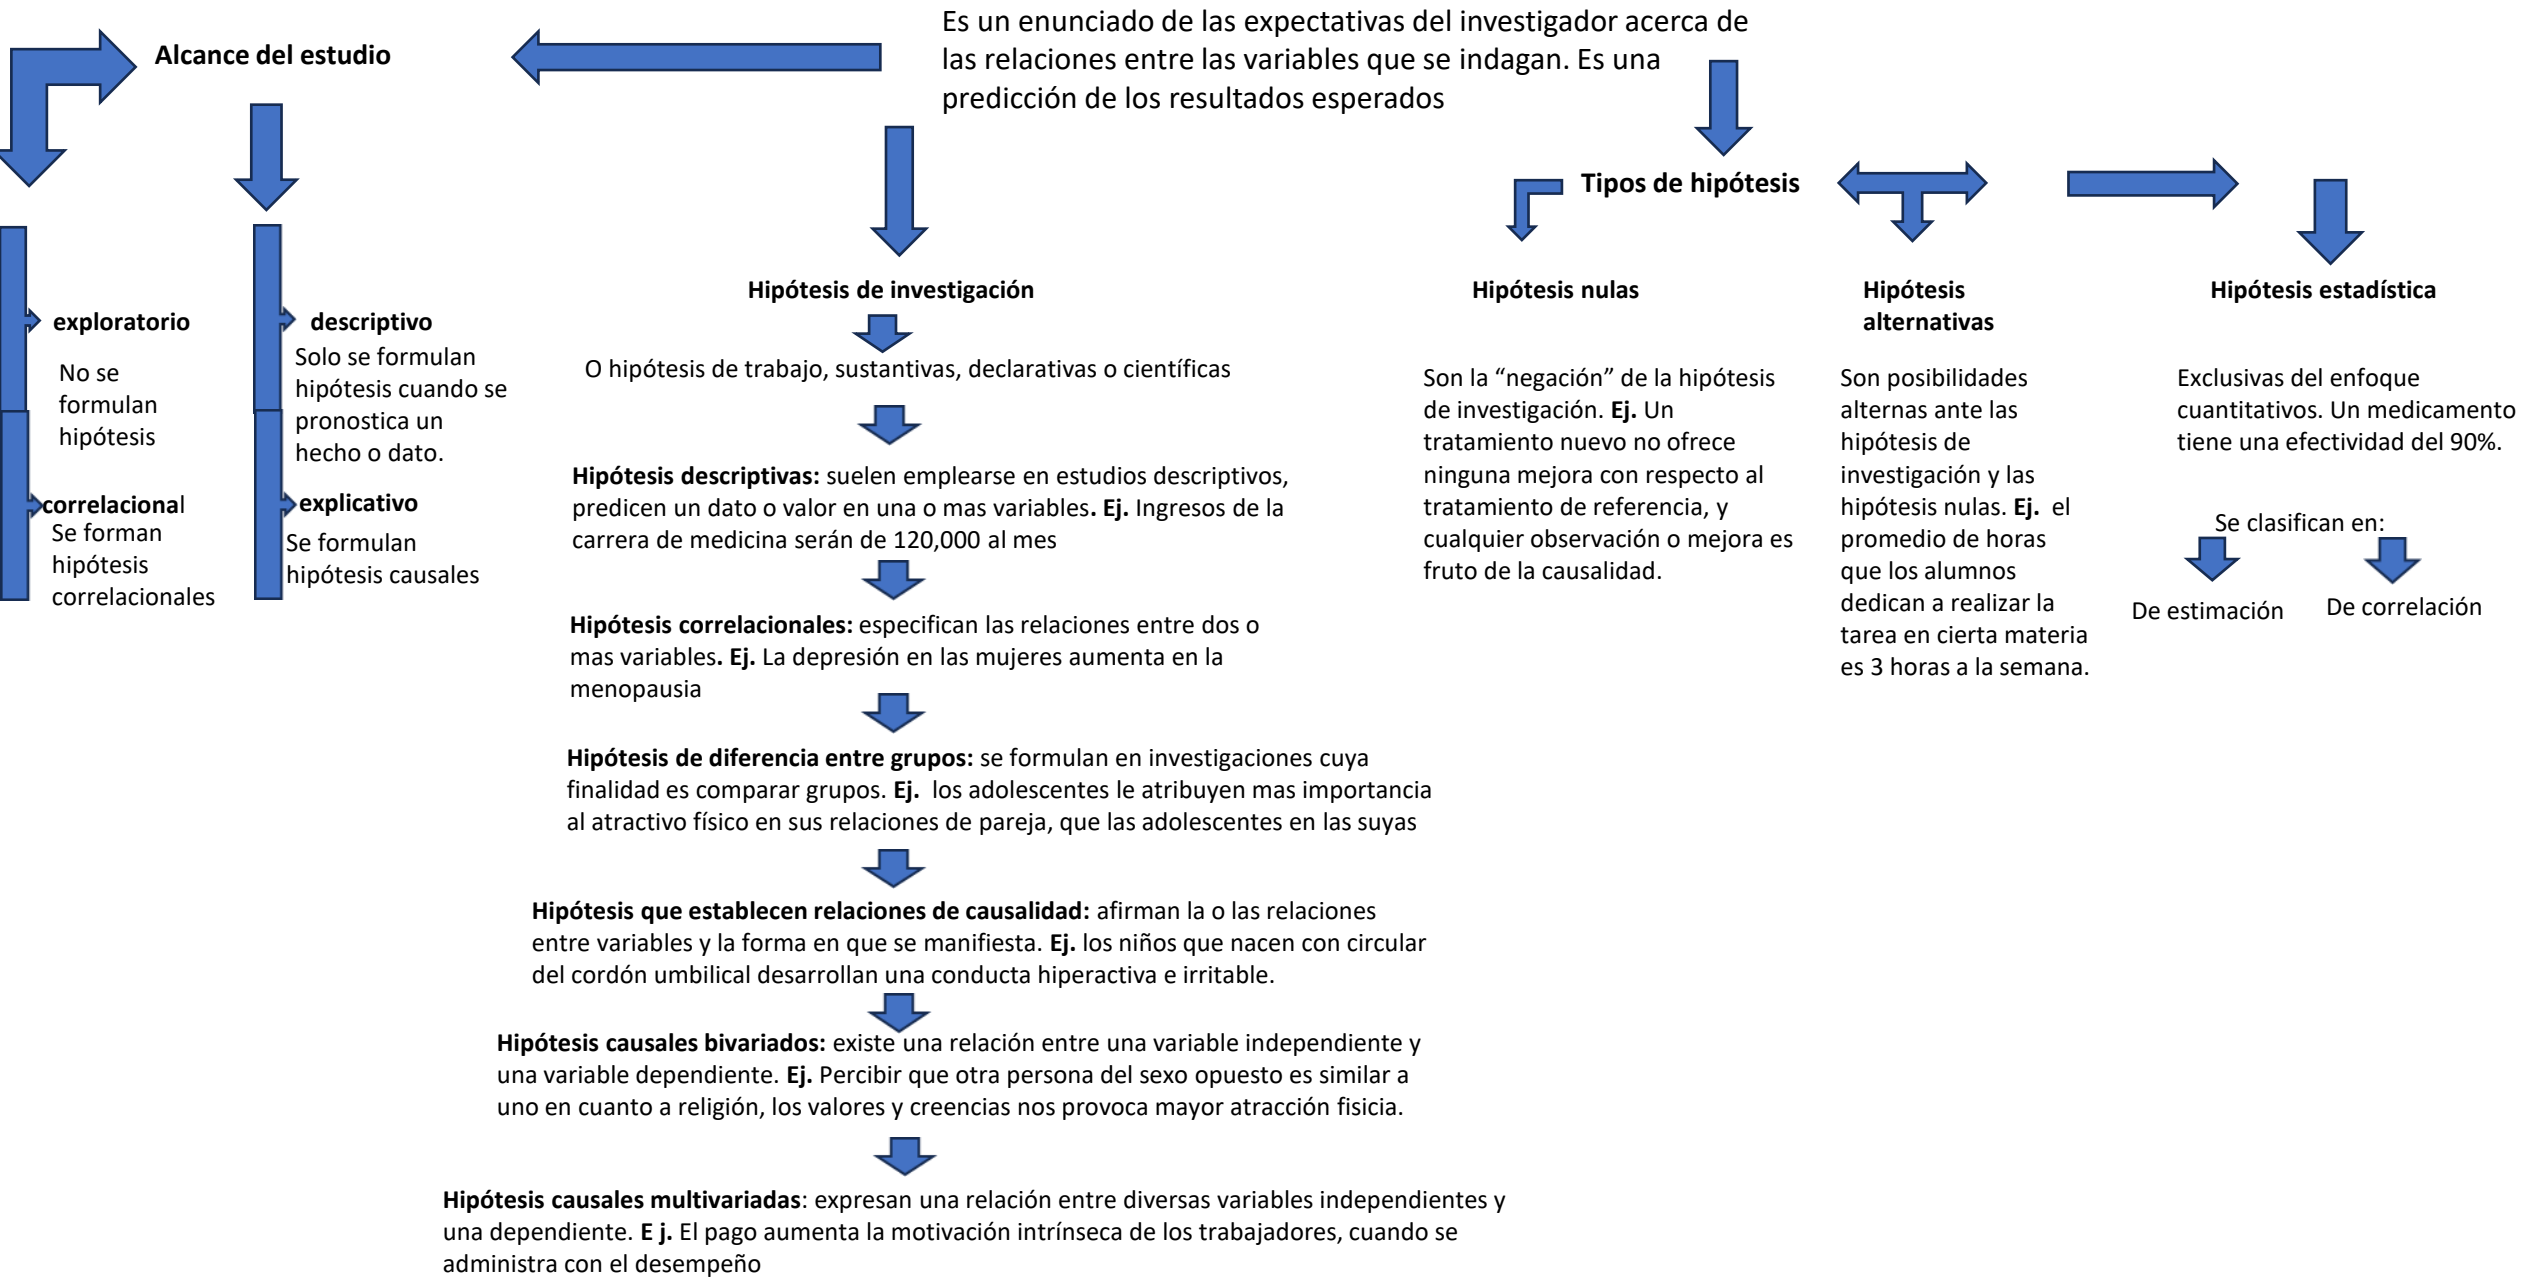 Es un enunciado de las expectativas del investigador acerca de
las relaciones entre las variables que se indagan. Es una
predicción de los resultados esperados
Alcance del estudio
exploratorio
No se
formulan
hipótesis
correlacional
Se forman
hipótesis
correlacionales
descriptivo
Solo se formulan
hipótesis cuando se
pronostica un
hecho o dato.
explicativo
Se formulan
hipótesis causales
Hipótesis de investigación
O hipótesis de trabajo, sustantivas, declarativas o científicas
Hipótesis descriptivas: suelen emplearse en estudios descriptivos,
predicen un dato o valor en una o mas variables. Ej. Ingresos de la
carrera de medicina serán de 120,000 al mes
Hipótesis correlacionales: especifican las relaciones entre dos o
mas variables. Ej. La depresión en las mujeres aumenta en la
menopausia
Hipótesis de diferencia entre grupos: se formulan en investigaciones cuya
finalidad es comparar grupos. Ej. los adolescentes le atribuyen mas importancia
al atractivo físico en sus relaciones de pareja, que las adolescentes en las suyas
Hipótesis que establecen relaciones de causalidad: afirman la o las relaciones
entre variables y la forma en que se manifiesta. Ej. los niños que nacen con circular
del cordón umbilical desarrollan una conducta hiperactiva e irritable.
Hipótesis causales bivariados: existe una relación entre una variable independiente y
una variable dependiente. Ej. Percibir que otra persona del sexo opuesto es similar a
uno en cuanto a religión, los valores y creencias nos provoca mayor atracción fisicia.
Hipótesis causales multivariadas: expresan una relación entre diversas variables independientes y
una dependiente. E j. El pago aumenta la motivación intrínseca de los trabajadores, cuando se
administra con el desempeño
Tipos de hipótesis
Hipótesis nulas
Son la “negación” de la hipótesis
de investigación. Ej. Un
tratamiento nuevo no ofrece
ninguna mejora con respecto al
tratamiento de referencia, y
cualquier observación o mejora es
fruto de la causalidad.
Hipótesis
alternativas
Son posibilidades
alternas ante las
hipótesis de
investigación y las
hipótesis nulas. Ej. el
promedio de horas
que los alumnos
dedican a realizar la
tarea en cierta materia
es 3 horas a la semana.
Hipótesis estadística
Exclusivas del enfoque
cuantitativos. Un medicamento
tiene una efectividad del 90%.
Se clasifican en:
De estimación
De correlación